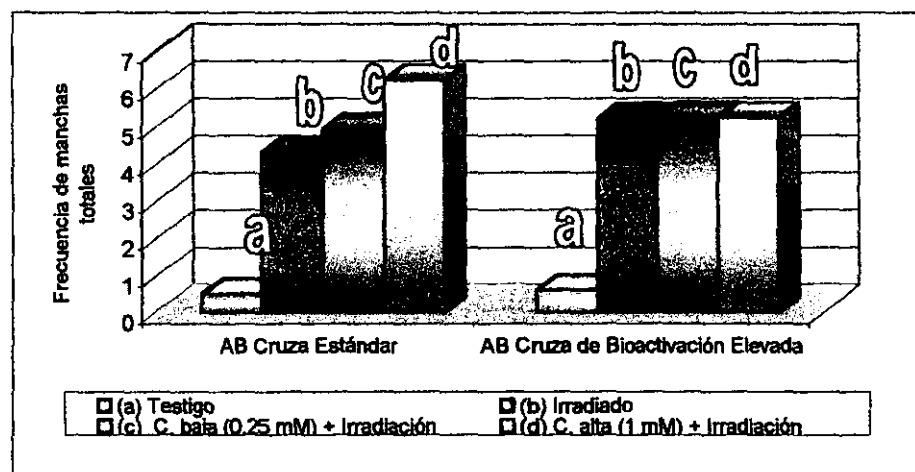 Frecuencia de manchas
totales
7
6
5
4
3
2
1
0
a
b
c
d
a
b
c
d
AB Cruza Estándar
AB Cruza de Bioactivación Elevada
(a) Testigo
(b) Irradiado
(c) C. baja (0.25 mM) + Irradiación
(d) C. alta (1 mM) + Irradiación